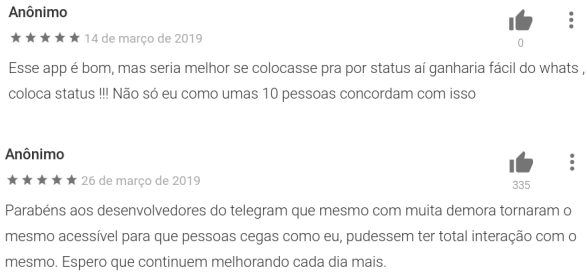 Anônimo
★★★★★ 14 de março de 2019
0
Esse app é bom, mas seria melhor se colocasse pra por status aí ganharia fácil do whats ,
coloca status !!! Não só eu como umas 10 pessoas concordam com isso
Anônimo
★★★★★ 26 de março de 2019
335
Parabéns aos desenvolvedores do telegram que mesmo com muita demora tornaram o
mesmo acessível para que pessoas cegas como eu, pudessem ter total interação com o
mesmo. Espero que continuem melhorando cada dia mais.